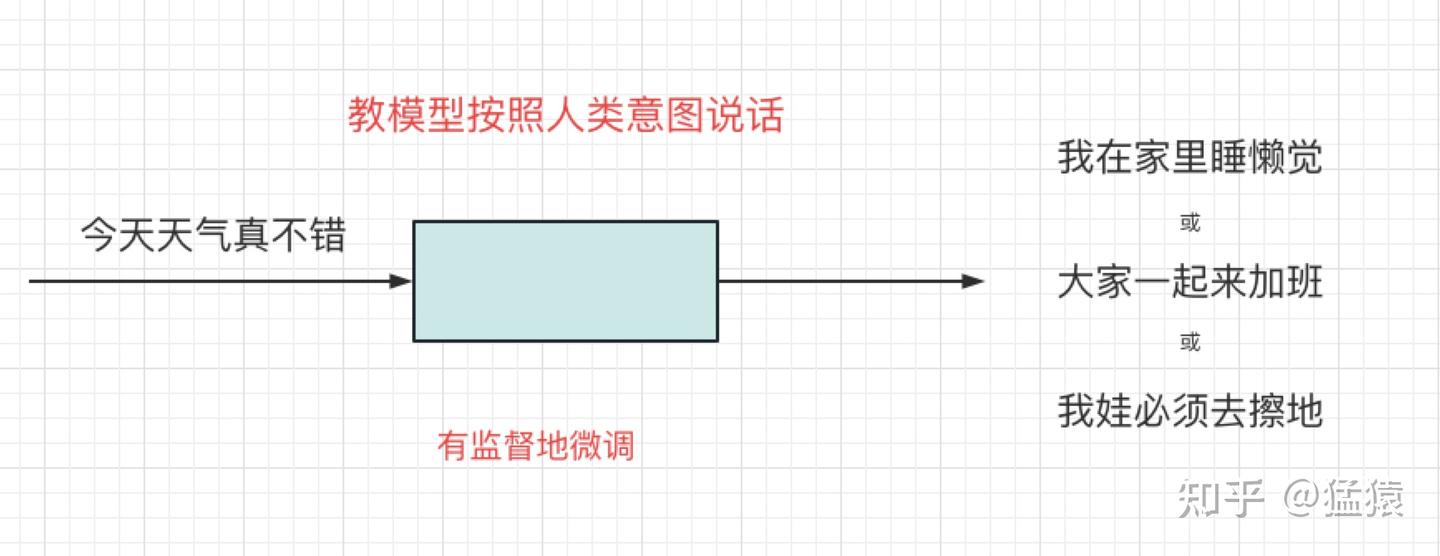 教模型按照人类意图说话
今天天气真不错
我在家里睡懒觉
或
大家一起来加班
或
我娃必须去擦地
有监督地微调
知乎 @猛猿